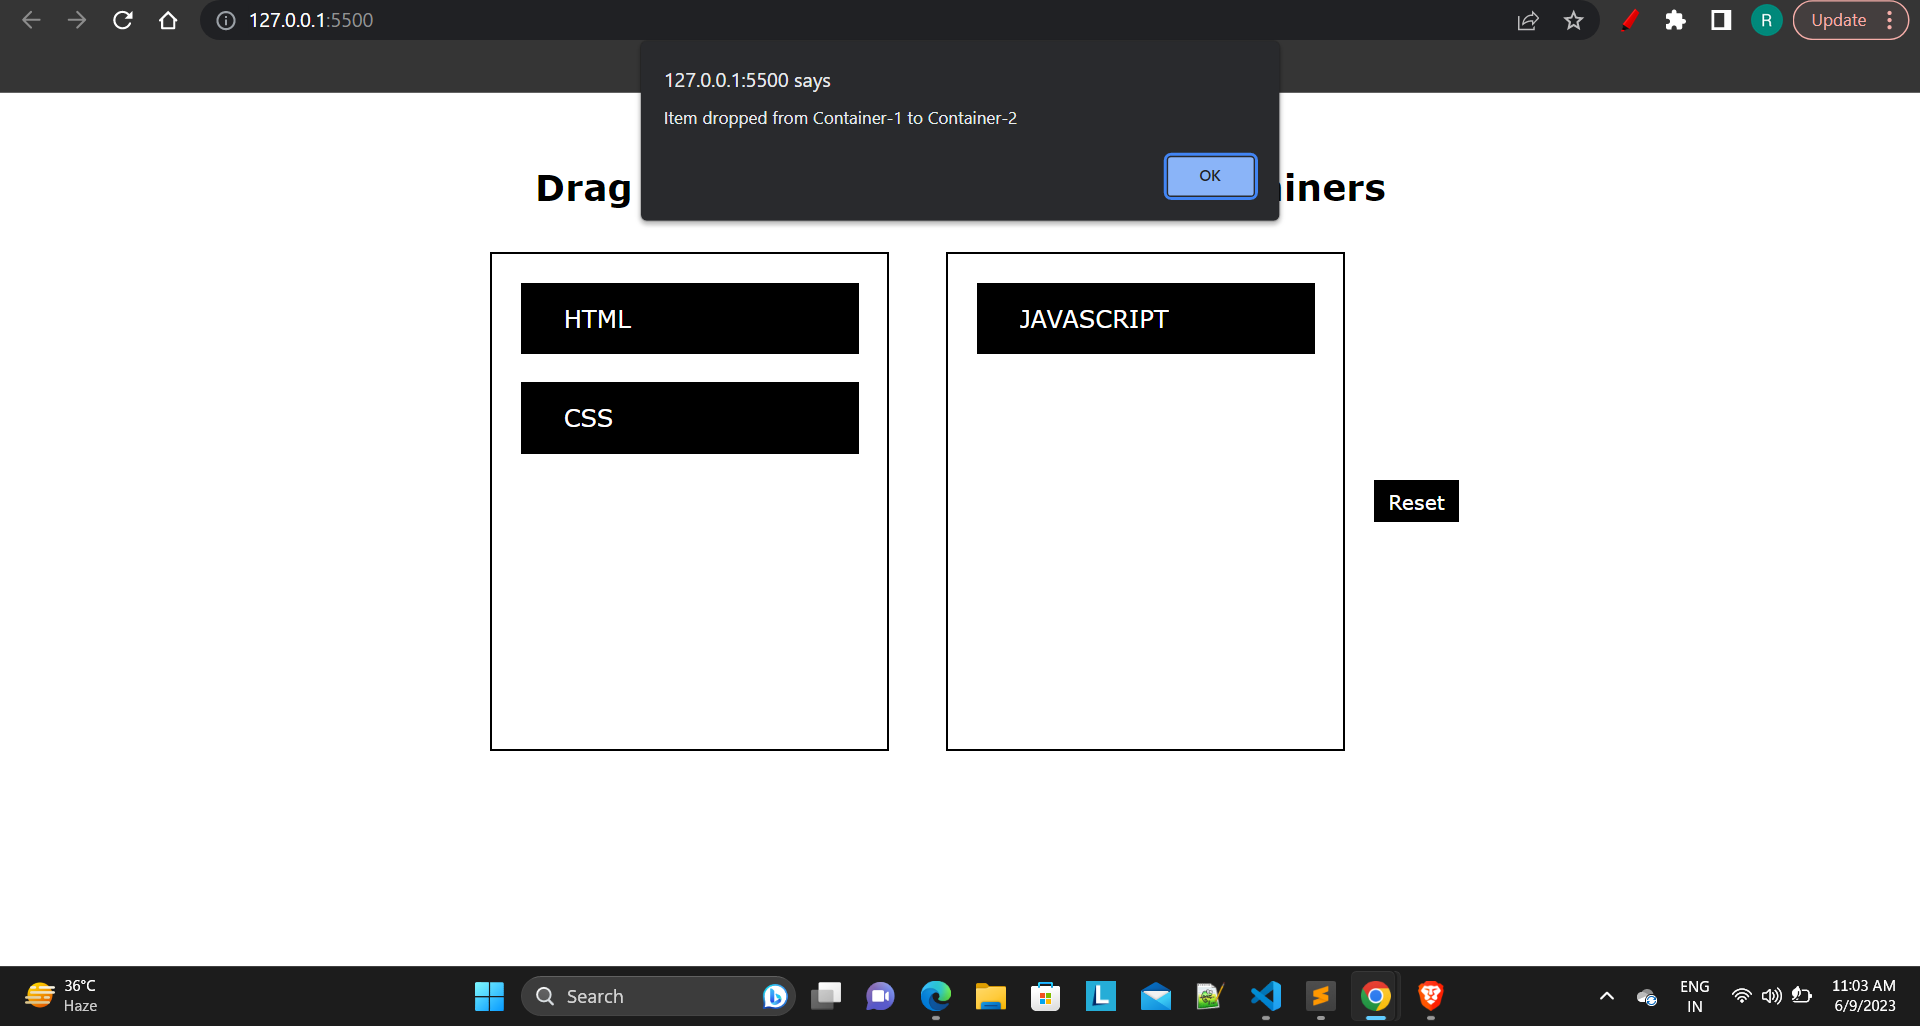 127.0.0.1:5500
R
Update
127.0.0.1:5500 says
Item dropped from Container-1 to Container-2
OK
Drag
HTML
JAVASCRIPT
CSS
Reset
36°C
Haze
Search
ENG
IN
11:03 AM
6/9/2023